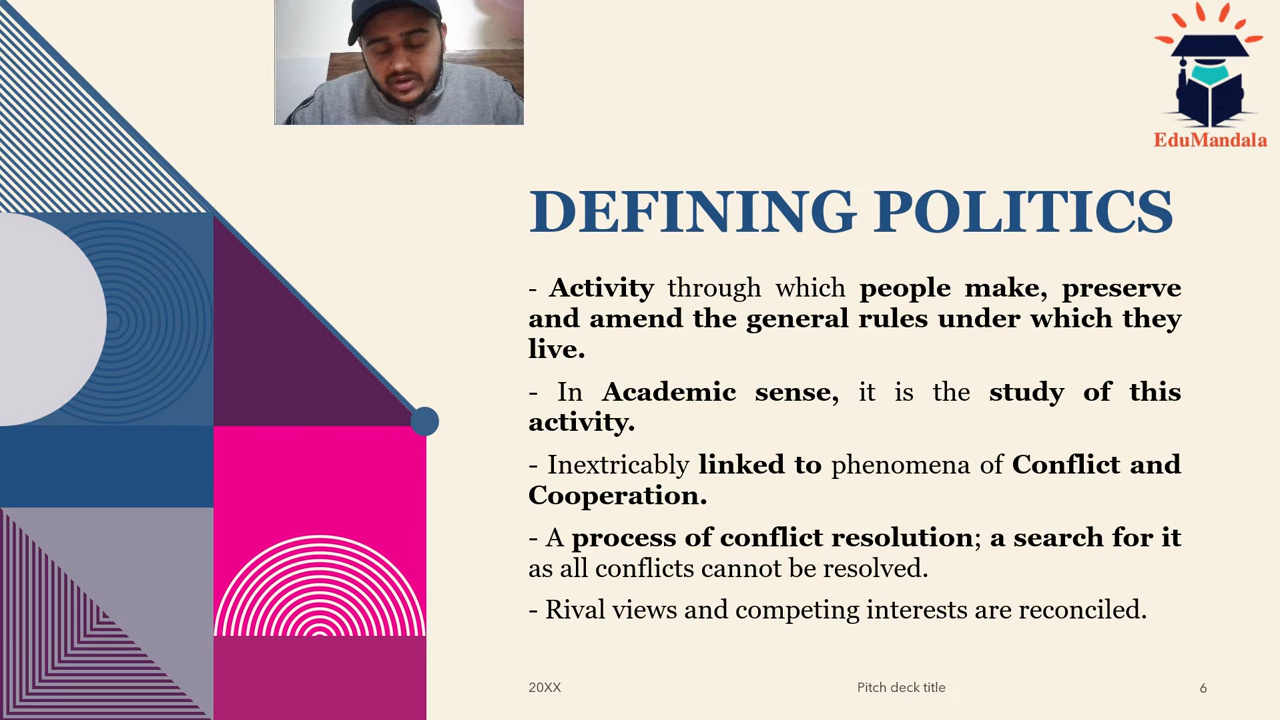 EduMandala
DEFINING POLITICS
- Activity through which people make, preserve
and amend the general rules under which they
live.
- In Academic sense, it is the study of this
activity.
- Inextricably linked to phenomena of Conflict and
Cooperation.
- A process of conflict resolution; a search for it
as all conflicts cannot be resolved.
- Rival views and competing interests are reconciled.
20XX Pitch deck title 6